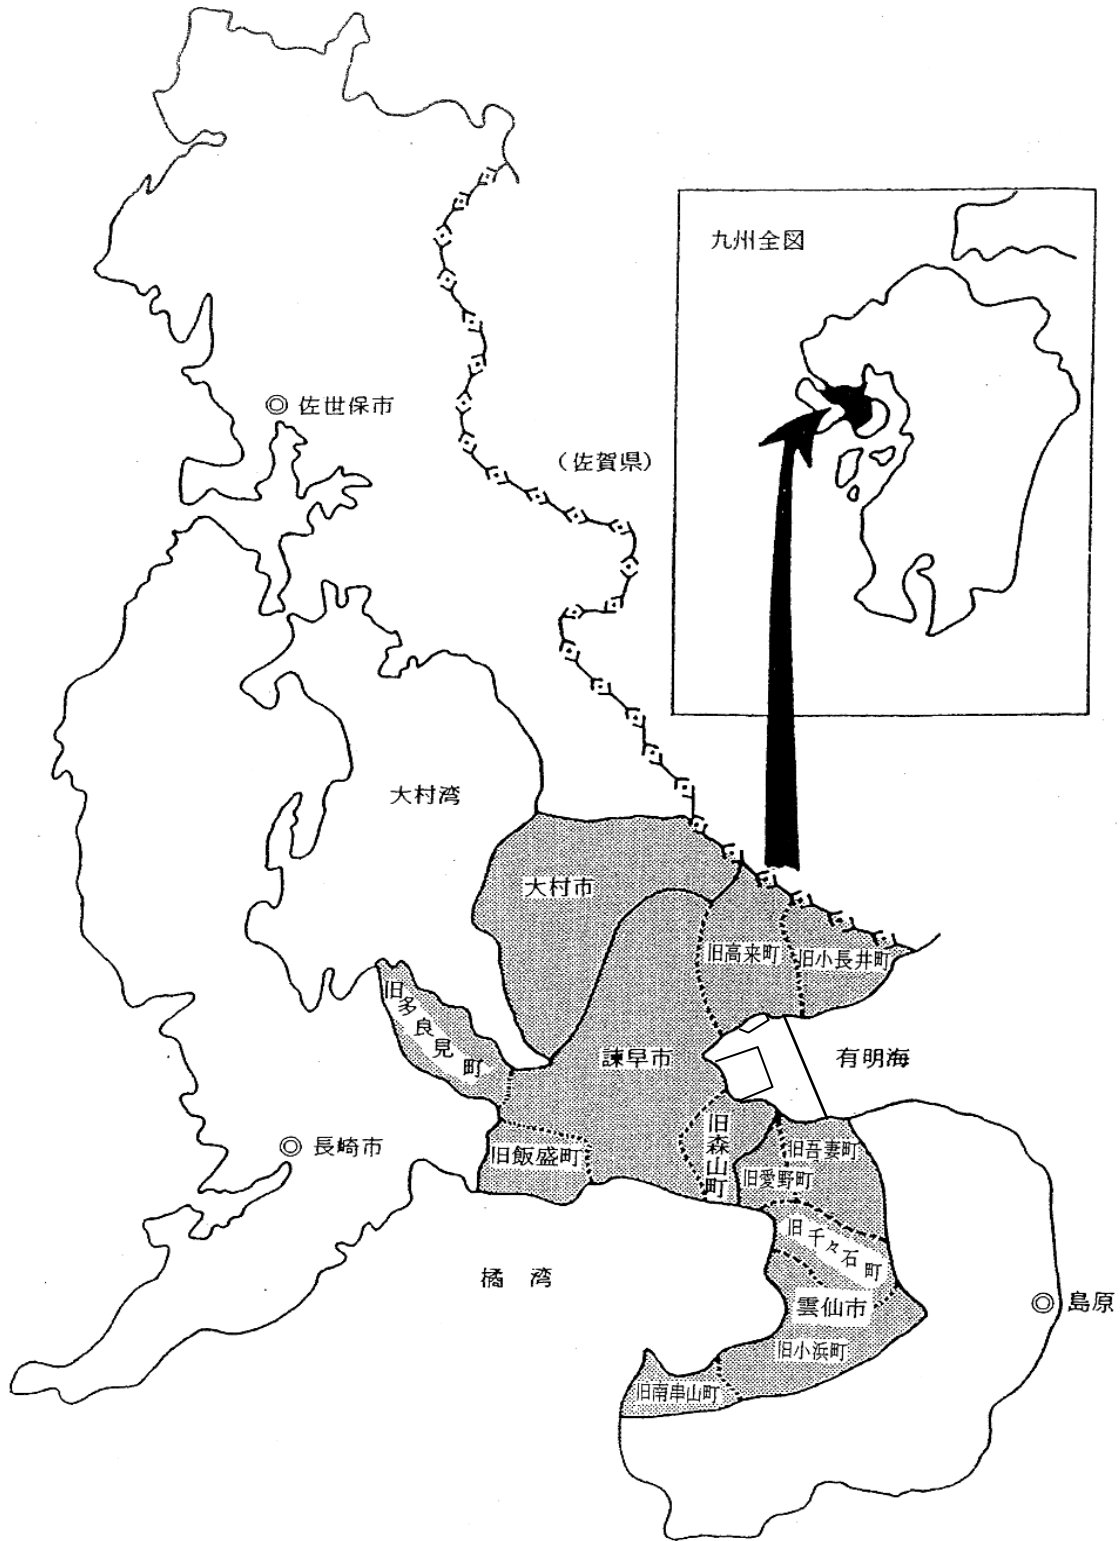 九州全図
◎ 佐世保市
（佐賀県）
大村湾
大村市
旧高来町
旧小長井町
旧多良見町
諫早市
有明海
◎ 長崎市
旧飯盛町
旧森山町
旧吾妻町
旧愛野町
旧千々石町
橘 湾
雲仙市
◎ 島原
旧小浜町
旧南串山町